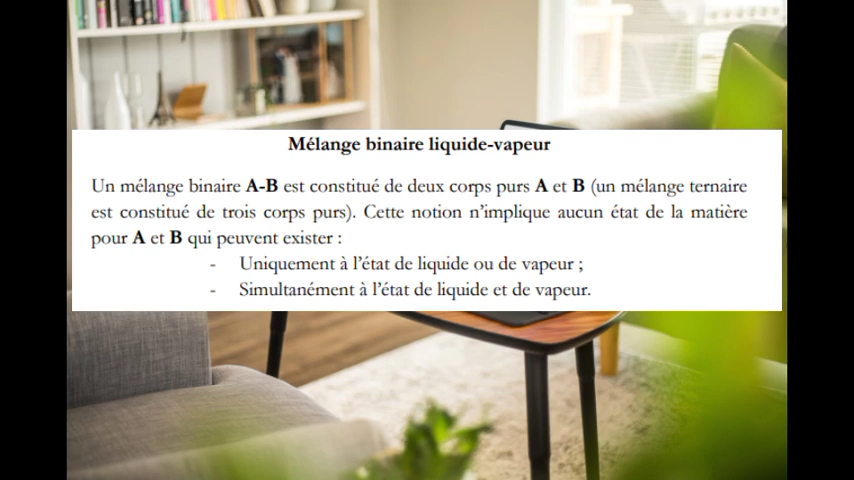 Mélange binaire liquide-vapeur
Un mélange binaire A-B est constitué de deux corps purs A et B (un mélange ternaire
est constitué de trois corps purs). Cette notion n'implique aucun état de la matière
pour A et B qui peuvent exister :
- Uniquement à l'état de liquide ou de vapeur ;
- Simultanément à l'état de liquide et de vapeur.